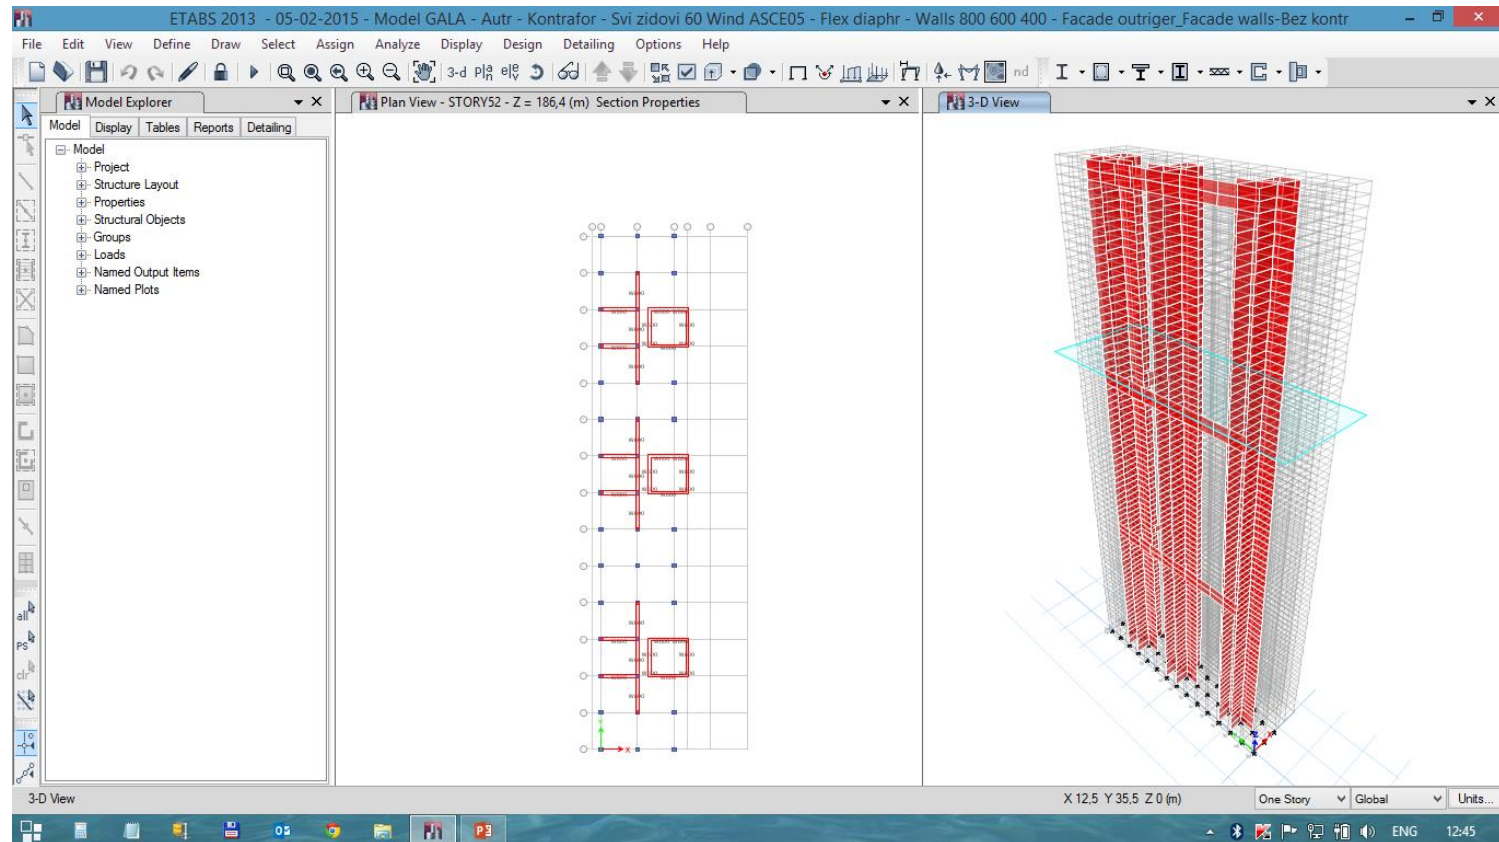 ETABS 2013 - 05-02-2015 - Model GALA - Autr - Kontrafor - Svi zidovi 60 Wind ASCE05 - Flex diaphr - Walls 800 600 400 - Facade outriger_Facade walls-Bez kontr
File Edit View Define Draw Select Assign Analyze Display Design Detailing Options Help
3-d nd
Model Explorer
Plan View - STORY52 - Z = 186,4 (m) Section Properties
3-D View
Model Display Tables Reports Detailing
Model
Project
Structure Layout
Properties
Structural Objects
Groups
Loads
Named Output Items
Named Plots
all
PS
clr
X
Y
X
Z
3-D View
X 12,5 Y 35,5 Z 0 (m)
One Story
Global
Units...
ENG
12:45